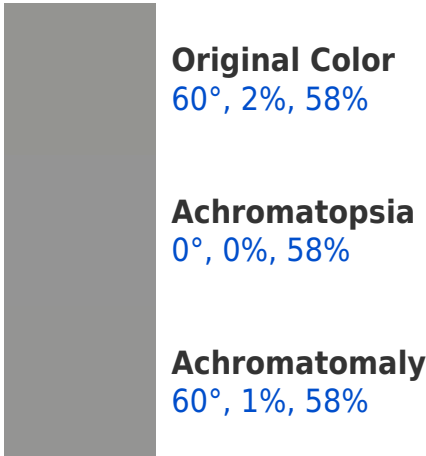 Original Color
60°, 2%, 58%
Achromatopsia
0°, 0%, 58%
Achromatomaly
60°, 1%, 58%